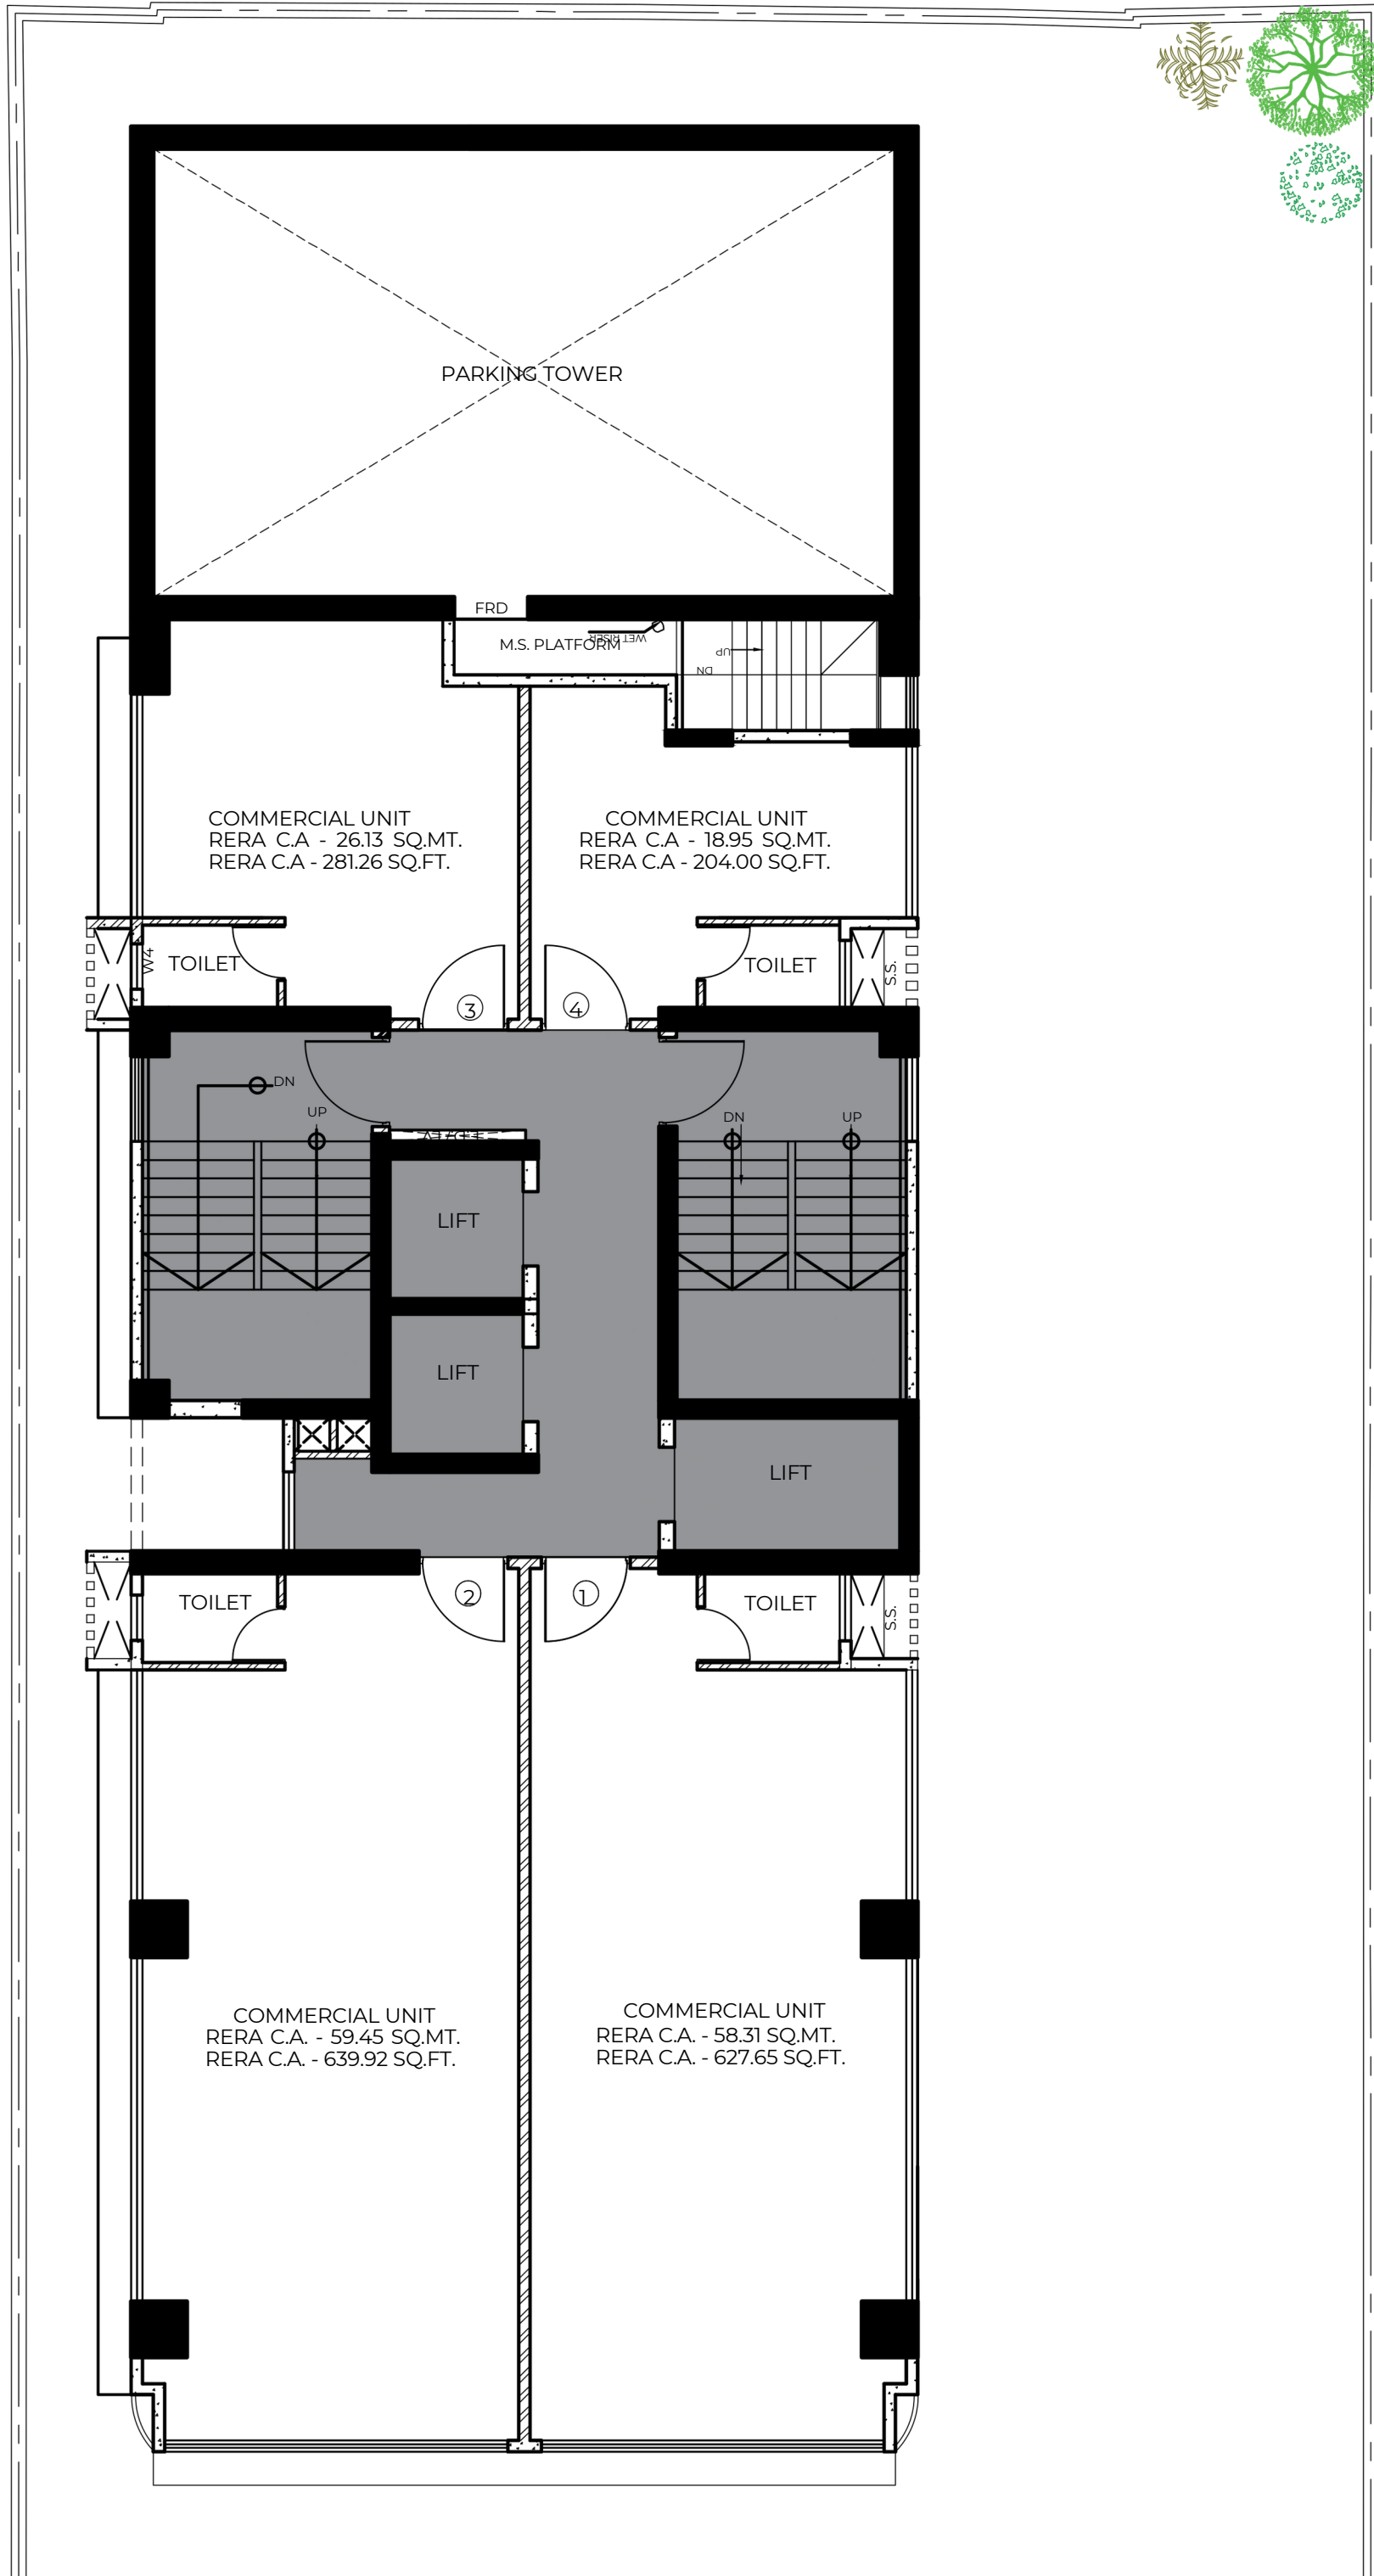 PARKING TOWER
FRD
M.S. PLATFORM
WET RISER
UP
DN
COMMERCIAL UNIT
RERA C.A - 26.13 SQ.MT.
RERA C.A - 281.26 SQ.FT.
COMMERCIAL UNIT
RERA C.A - 18.95 SQ.MT.
RERA C.A - 204.00 SQ.FT.
W4
TOILET
TOILET
S.S.
3
4
DN
UP
DN
UP
LIFT
LIFT
LIFT
TOILET
2
1
TOILET
S.S.
COMMERCIAL UNIT
RERA C.A. - 59.45 SQ.MT.
RERA C.A. - 639.92 SQ.FT.
COMMERCIAL UNIT
RERA C.A. - 58.31 SQ.MT.
RERA C.A. - 627.65 SQ.FT.